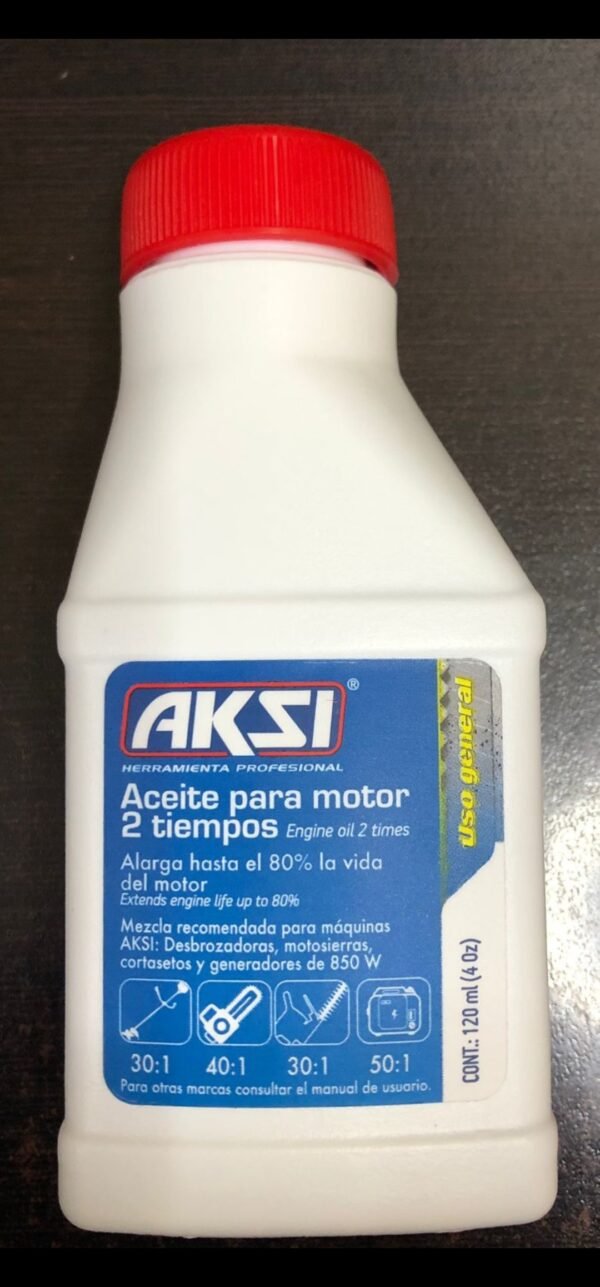 AKSI®
HERRAMIENTA PROFESIONAL
Aceite para motor
2 tiempos Engine oil 2 times
Alarga hasta el 80% la vida
del motor
Extends engine life up to 80%
Mezcla recomendada para máquinas
AKSI: Desbrozadoras, motosierras,
cortasetos y generadores de 850 W
30:1 40:1 30:1 50:1
Para otras marcas consultar el manual de usuario.
Uso general
CONT.: 120 ml (4 Oz)